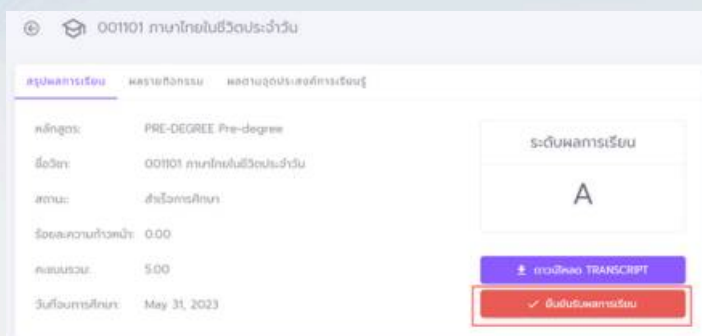 001101 ภาษาไทยในชีวิตประจำวัน
สรุปผลการเรียน ผลรายกิจกรรม ผลตามจุดประสงค์การเรียนรู้
หลักสูตร: PRE-DEGREE Pre-degree
ชื่อวิชา: 001101 ภาษาไทยในชีวิตประจำวัน
สถานะ: สำเร็จการศึกษา
ร้อยละความก้าวหน้า: 0.00
คะแนนรวม: 5.00
วันที่จบการศึกษา: May 31, 2023
ระดับผลการเรียน
A
ดาวน์โหลด TRANSCRIPT
ยืนยันรับผลการเรียน